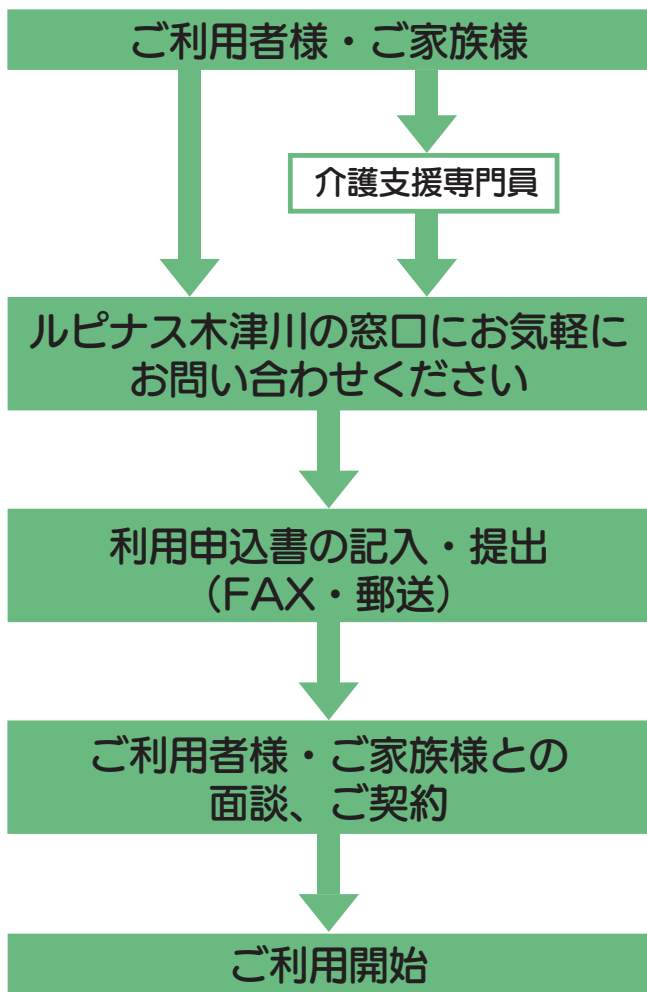 ご利用者様・ご家族様
介護支援専門員
ルピナス木津川の窓口にお気軽に
お問い合わせください
利用申込書の記入・提出
（FAX・郵送）
ご利用者様・ご家族様との
面談、ご契約
ご利用開始